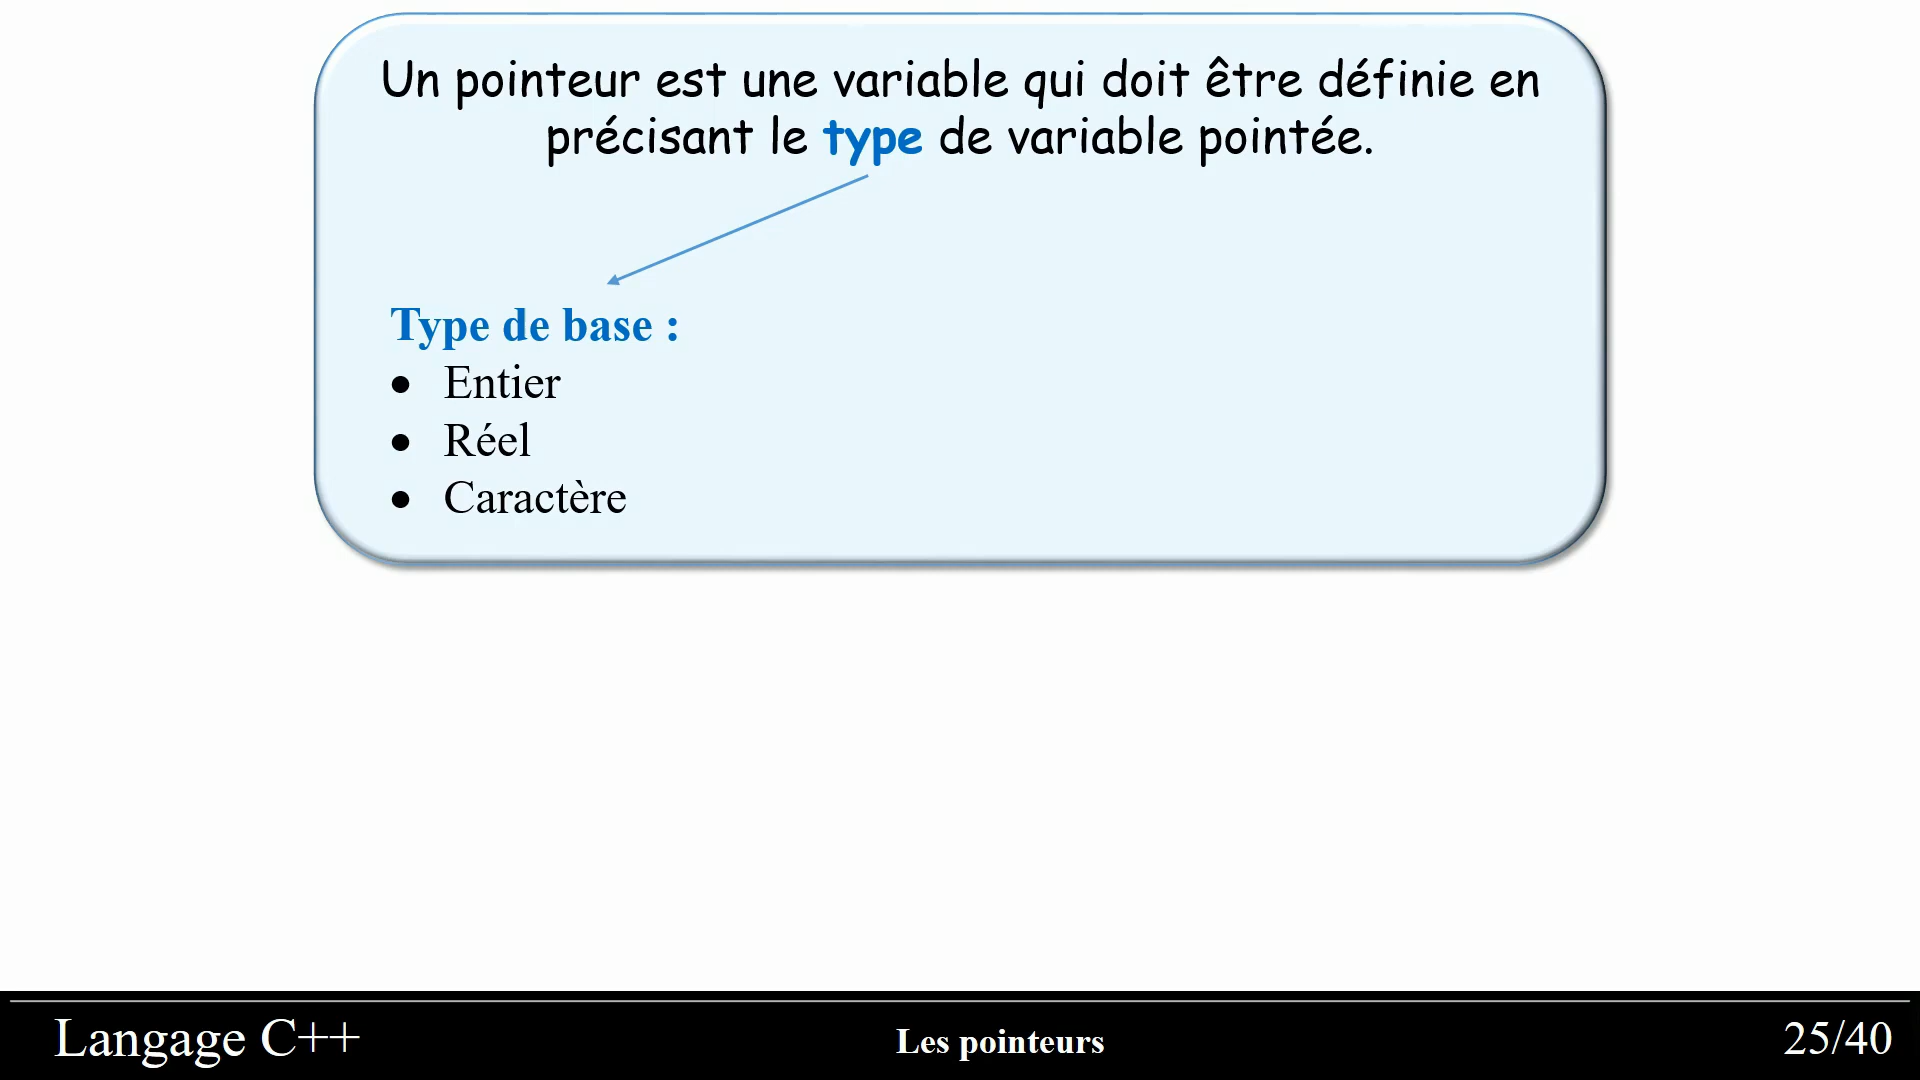 Un pointeur est une variable qui doit être définie en
précisant le type de variable pointée.
Type de base :
• Entier
• Réel
• Caractère
Langage C++
Les pointeurs
25/40